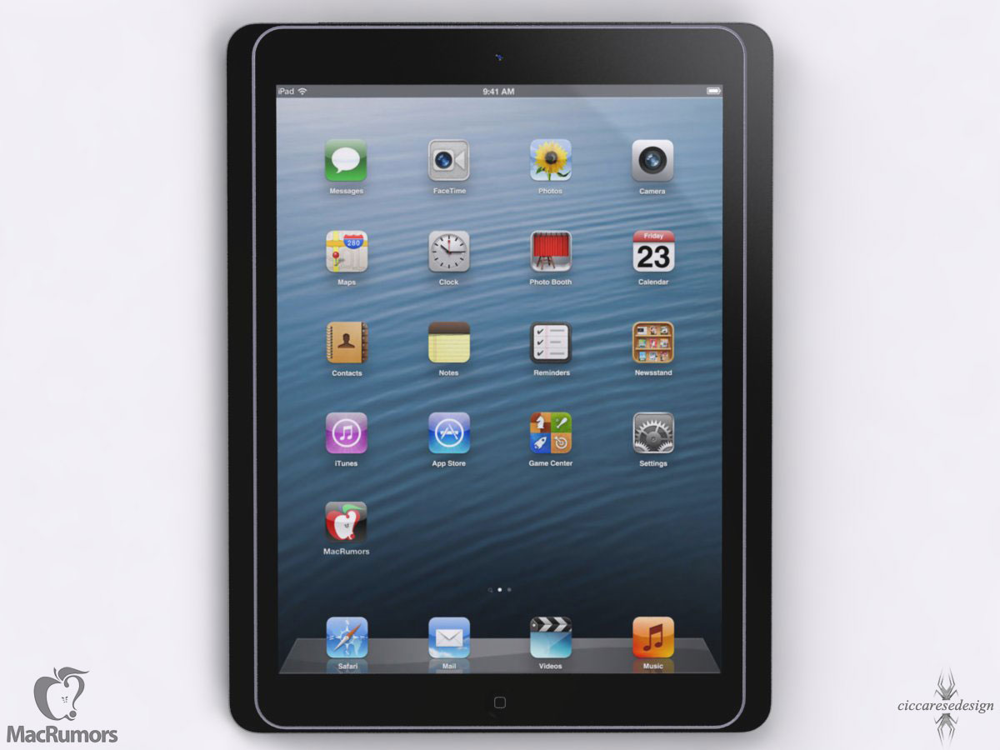 iPad 9:41 AM
Messages FaceTime Photos Camera
280
Friday
23
Maps Clock Photo Booth Calendar
Contacts Notes Reminders Newsstand
iTunes App Store Game Center Settings
MacRumors
Safari Mail Videos Music
MacRumors
ciccaresedesign